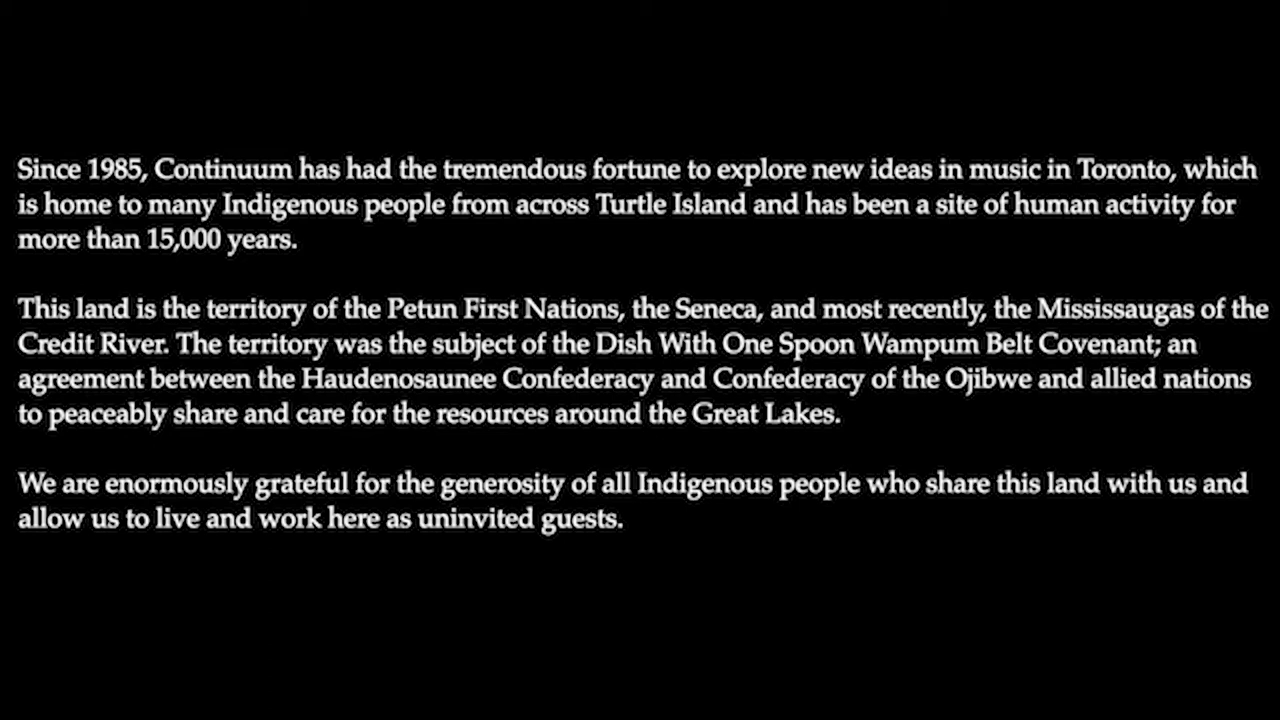 Since 1985, Continuum has had the tremendous fortune to explore new ideas in music in Toronto, which
is home to many Indigenous people from across Turtle Island and has been a site of human activity for
more than 15,000 years.
This land is the territory of the Petun First Nations, the Seneca, and most recently, the Mississaugas of the
Credit River. The territory was the subject of the Dish With One Spoon Wampum Belt Covenant; an
agreement between the Haudenosaunee Confederacy and Confederacy of the Ojibwe and allied nations
to peaceably share and care for the resources around the Great Lakes.
We are enormously grateful for the generosity of all Indigenous people who share this land with us and
allow us to live and work here as uninvited guests.